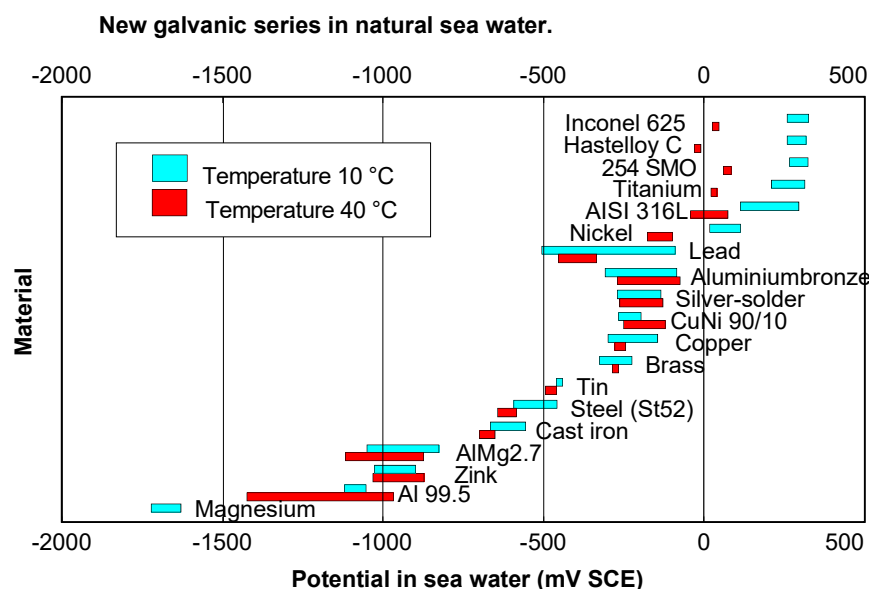 New galvanic series in natural sea water.
-2000 -1500 -1000 -500 0 500
Inconel 625
Hastelloy C
254 SMO
Titanium
AISI 316L
Nickel
Lead
Aluminiumbronze
Silver-solder
CuNi 90/10
Copper
Brass
Tin
Steel (St52)
Cast iron
AlMg2.7
Zink
Al 99.5
Magnesium
Temperature 10 °C
Temperature 40 °C
Material
-2000 -1500 -1000 -500 0 500
Potential in sea water (mV SCE)